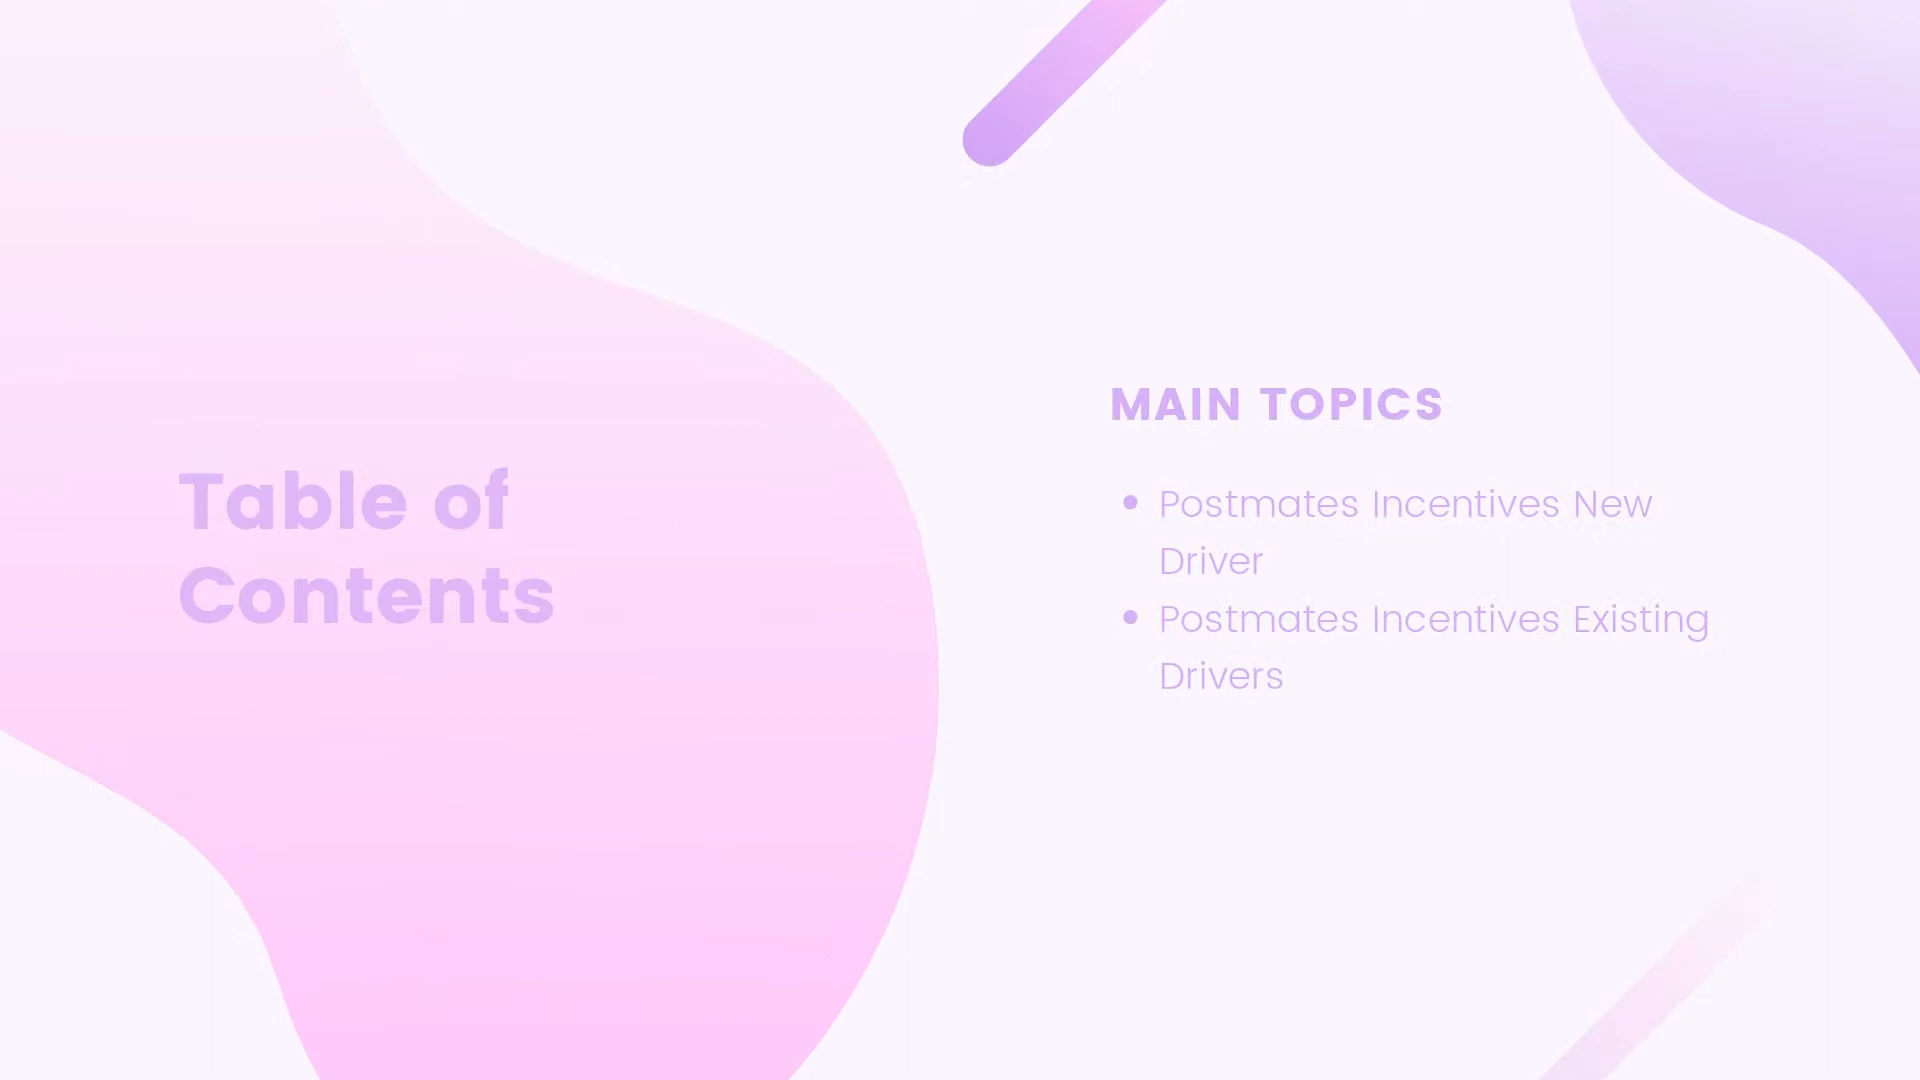 Table of
Contents
MAIN TOPICS
• Postmates Incentives New
Driver
• Postmates Incentives Existing
Drivers